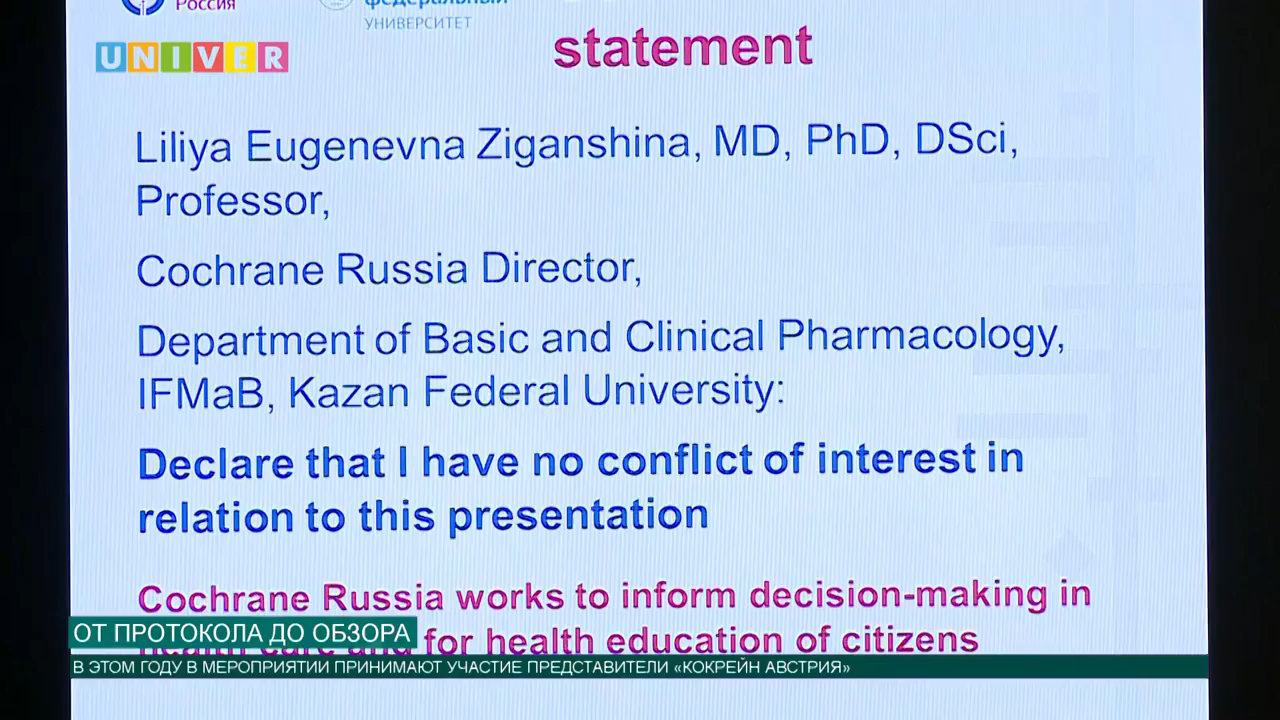 Россия
федеральный
УНИВЕРСИТЕТ
UNIVER
statement
Liliya Eugenevna Ziganshina, MD, PhD, DSci,
Professor,
Cochrane Russia Director,
Department of Basic and Clinical Pharmacology,
IFMaB, Kazan Federal University:
Declare that I have no conflict of interest in
relation to this presentation
Cochrane Russia works to inform decision-making in
health care and for health education of citizens
ОТ ПРОТОКОЛА ДО ОБЗОРА
В ЭТОМ ГОДУ В МЕРОПРИЯТИИ ПРИНИМАЮТ УЧАСТИЕ ПРЕДСТАВИТЕЛИ «КОКРЕЙН АВСТРИЯ»